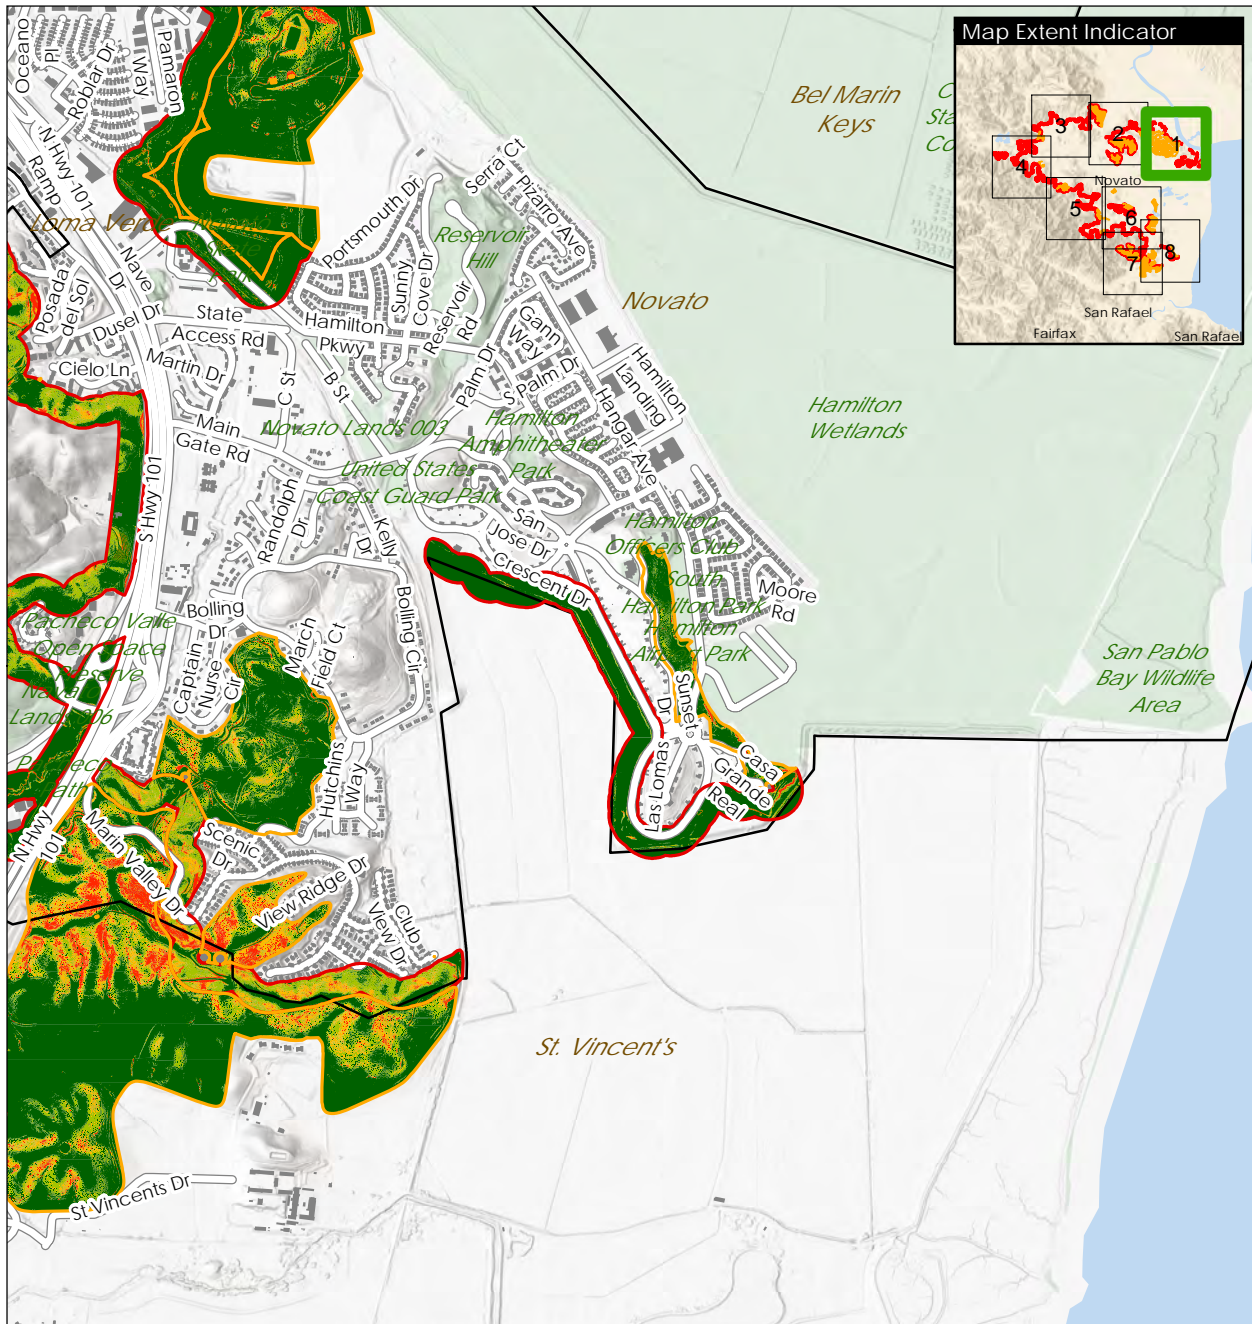 Map Extent Indicator
3
2
1
4
Novato
5
6
7
8
San Rafael
Fairfax
San Rafael
Oceano
Pl
Roblar Dr
Way
Pamaron
N Hwy 101
Ramp
Loma Verde
Bel Marin
Keys
Serra Ct
Pizarro Ave
Portsmouth Dr
Reservoir
Hill
Sunny
Cove Dr
Reservoir
Rd
Novato
Nave
Dr
Posada
del Sol
Dusel Dr
State
Access Rd
Hamilton
Pkwy
Cielo Ln
Martin Dr
C St
B St
Palm Dr
Gann
Way
S Palm Dr
Hamilton
Landing
Hangar Ave
Hamilton
Wetlands
Main
Gate Rd
Novato Lands 003
Hamilton
Amphitheater
Park
United States
Coast Guard Park
S Hwy 101
Randolph
Dr
Kelly
Dr
San
Jose Dr
Crescent Dr
Hamilton
Officers Club
South
Hamilton Park
Hamilton
Airport Park
Moore
Rd
Bolling
Dr
Bolling Cir
Pacheco Valle
Open Space
Preserve
Novato
Lands 006
Captain
Nurse
Cir
March
Field Ct
San Pablo
Bay Wildlife
Area
Sunset
Dr
Las Lomas
Casa
Grande
Real
Hutchins
Way
N Hwy
101
Marin Valley Dr
Scenic
Dr
View Ridge Dr
Club
View Dr
St. Vincent's
St Vincents Dr